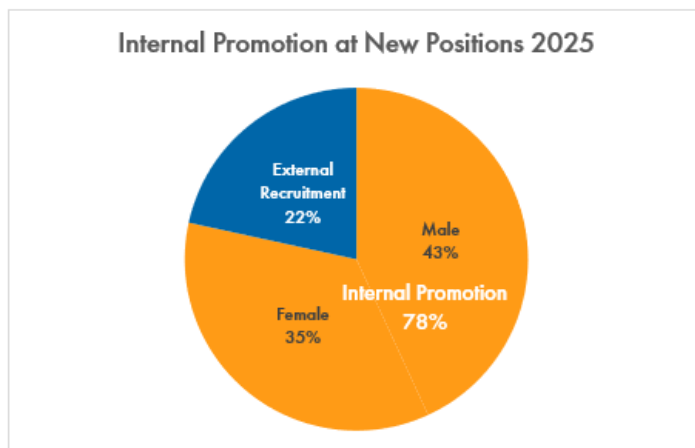 Internal Promotion at New Positions 2025
External
Recruitment
22%
Male
43%
Internal Promotion
78%
Female
35%